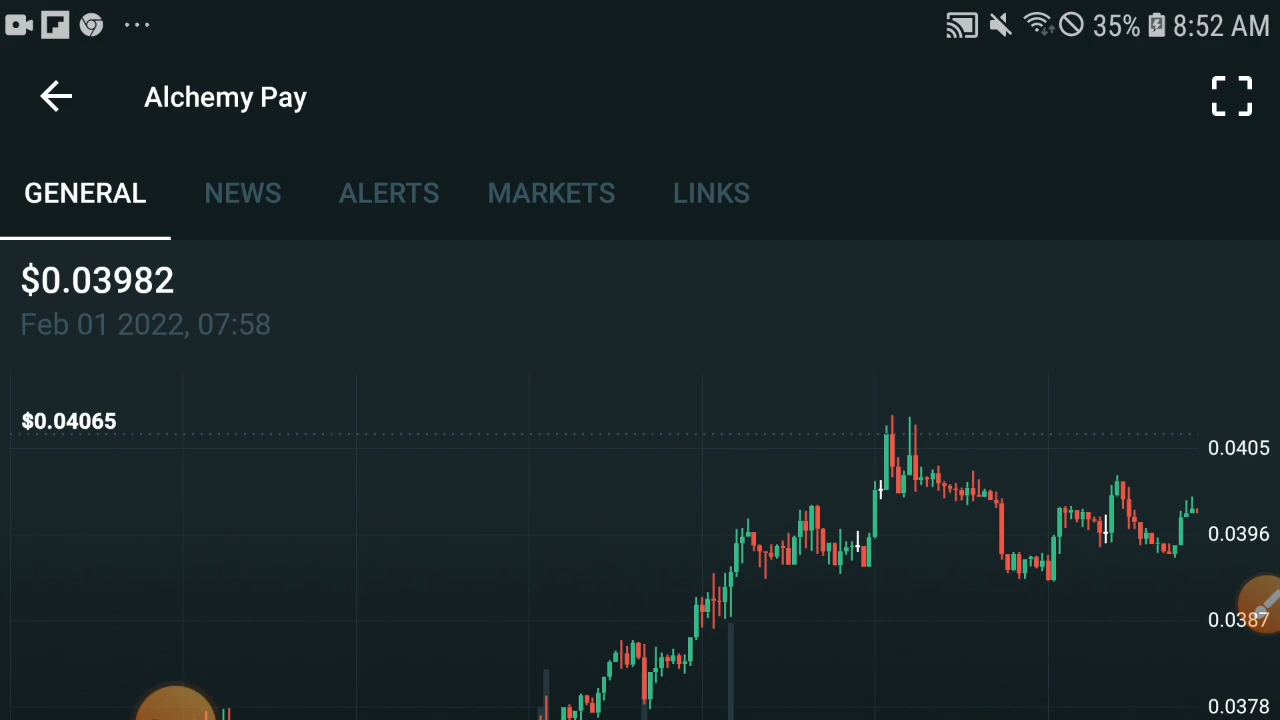 35% 8:52 AM
Alchemy Pay
GENERAL NEWS ALERTS MARKETS LINKS
$0.03982
Feb 01 2022, 07:58
$0.04065
0.0405
0.0396
0.0387
0.0378